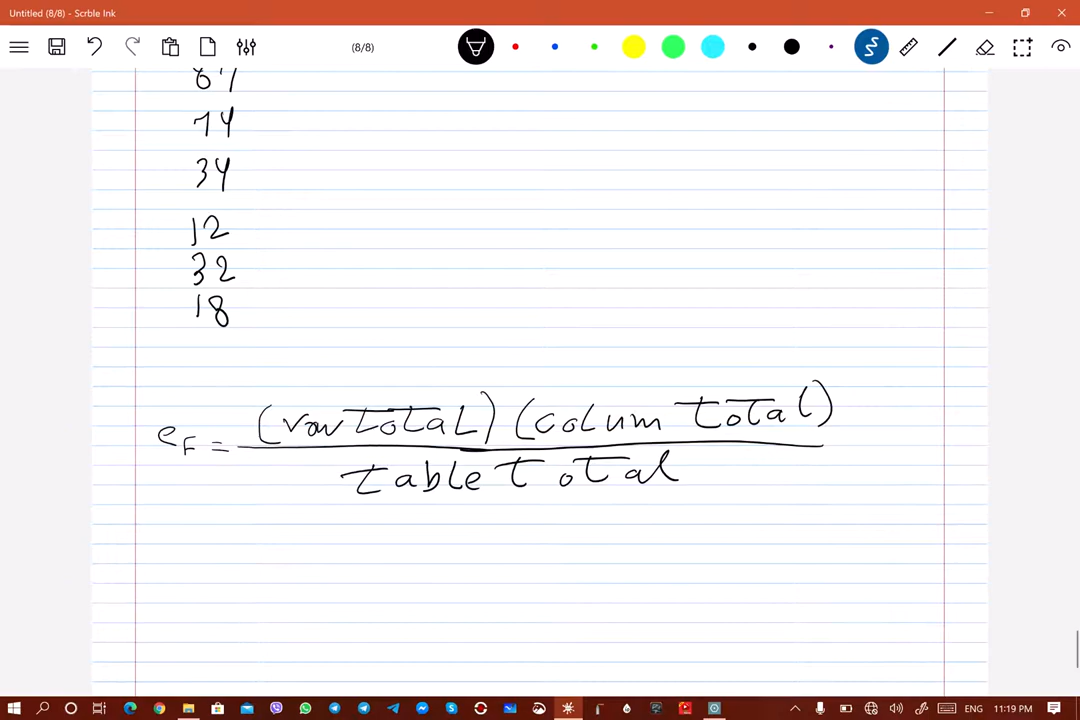 Untitled (8/8) - Scrble Ink
(8/8)
74
34
12
32
18
eF = (row total) (colum total)
table total
ENG 11:19 PM